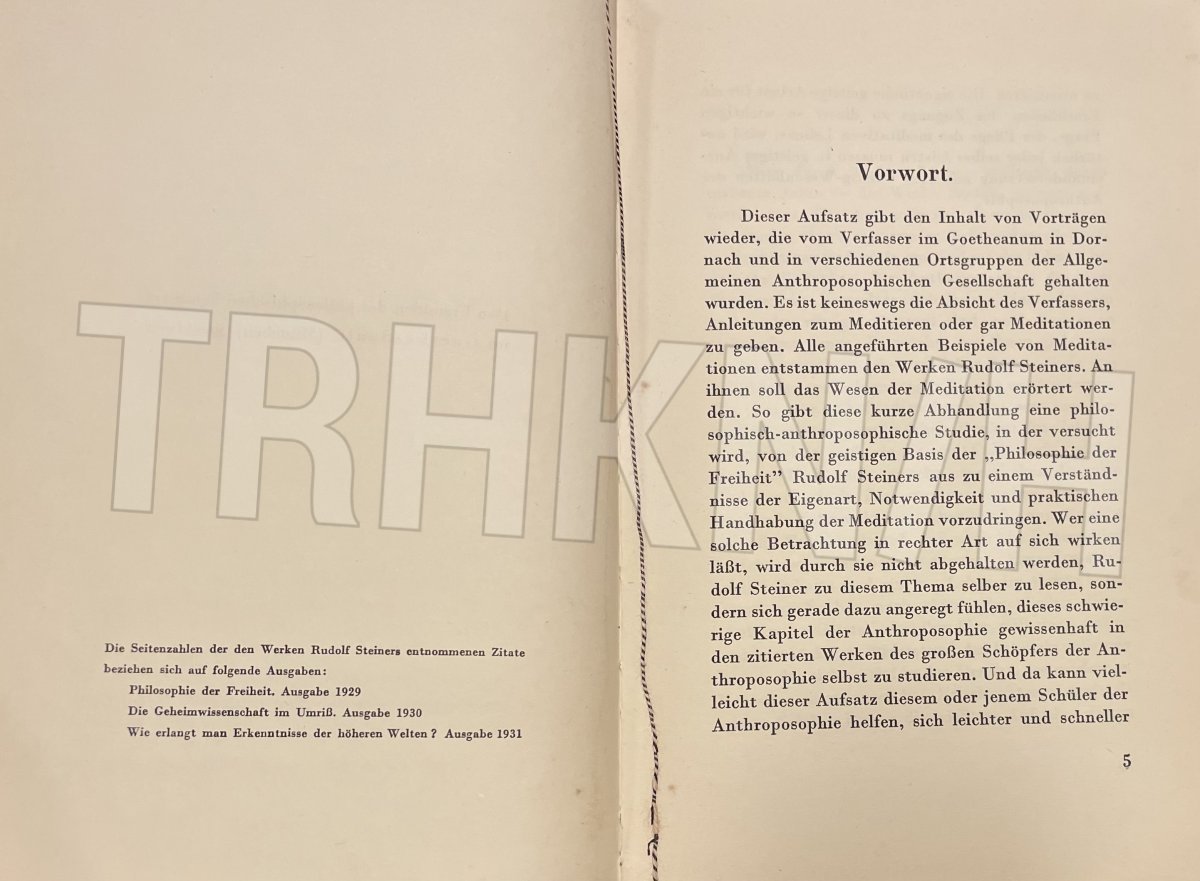 Die Seitenzahlen der den Werken Rudolf Steiners entnommenen Zitate
beziehen sich auf folgende Ausgaben:
Philosophie der Freiheit. Ausgabe 1929
Die Geheimwissenschaft im Umriß. Ausgabe 1930
Wie erlangt man Erkenntnisse der höheren Welten? Ausgabe 1931
Vorwort.
Dieser Aufsatz gibt den Inhalt von Vorträgen
wieder, die vom Verfasser im Goetheanum in Dor-
nach und in verschiedenen Ortsgruppen der Allge-
meinen Anthroposophischen Gesellschaft gehalten
wurden. Es ist keineswegs die Absicht des Verfassers,
Anleitungen zum Meditieren oder gar Meditationen
zu geben. Alle angeführten Beispiele von Medita-
tionen entstammen den Werken Rudolf Steiners. An
ihnen soll das Wesen der Meditation erörtert wer-
den. So gibt diese kurze Abhandlung eine philo-
sophisch-anthroposophische Studie, in der versucht
wird, von der geistigen Basis der „Philosophie der
Freiheit” Rudolf Steiners aus zu einem Verständ-
nisse der Eigenart, Notwendigkeit und praktischen
Handhabung der Meditation vorzudringen. Wer eine
solche Betrachtung in rechter Art auf sich wirken
läßt, wird durch sie nicht abgehalten werden, Ru-
dolf Steiner zu diesem Thema selber zu lesen, son-
dern sich gerade dazu angeregt fühlen, dieses schwie-
rige Kapitel der Anthroposophie gewissenhaft in
den zitierten Werken des großen Schöpfers der An-
throposophie selbst zu studieren. Und da kann viel-
leicht dieser Aufsatz diesem oder jenem Schüler der
Anthroposophie helfen, sich leichter und schneller
5
TRHKN/H